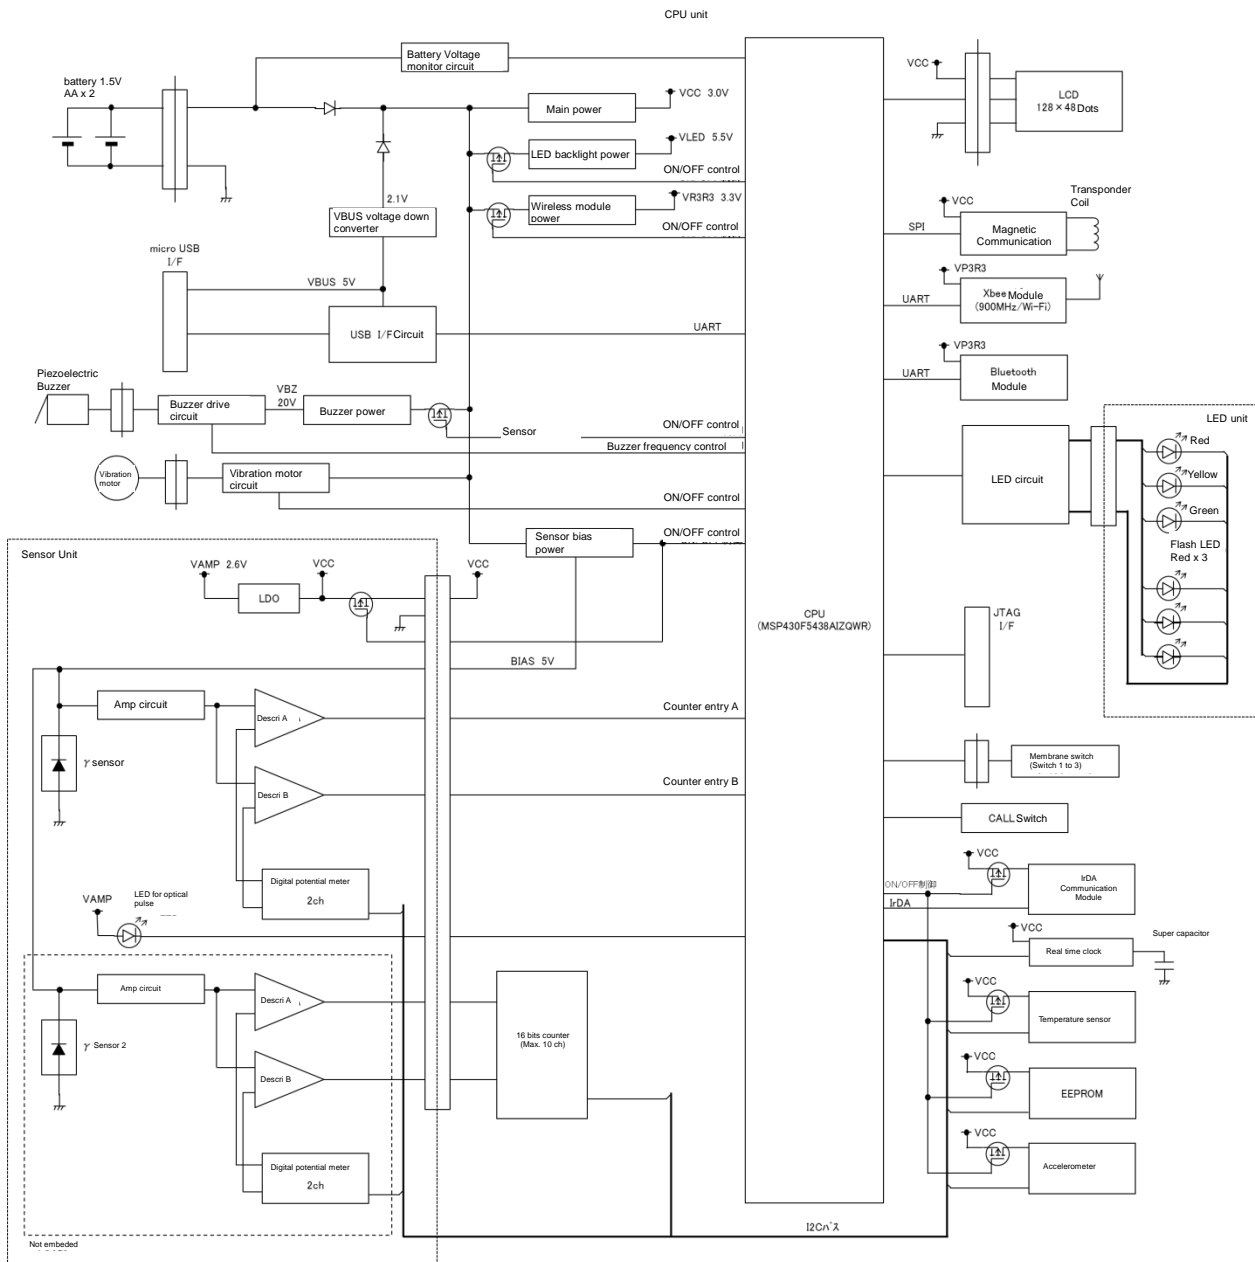 CPU unit
Battery Voltage
monitor circuit
battery 1.5V
AA x 2
Main power
VCC 3.0V
VLED 5.5V
LED backlight power
ON/OFF control
VR3R3 3.3V
Wireless module
power
ON/OFF control
2.1V
VBUS voltage down
converter
micro USB
I/F
VBUS 5V
USB I/F Circuit
UART
Piezoelectric
Buzzer
Buzzer drive
circuit
VBZ
20V
Buzzer power
Sensor
ON/OFF control
Buzzer frequency control
Vibration
motor
Vibration motor
circuit
ON/OFF control
ON/OFF control
Sensor bias
power
Sensor Unit
VAMP 2.6V
VCC
VCC
LDO
BIAS 5V
Amp circuit
Descri A
Counter entry A
γ sensor
Descri B
Counter entry B
Digital potential meter
2ch
VAMP
LED for optical
pulse
Amp circuit
Descri A
γ Sensor 2
Descri B
16 bits counter
(Max. 10 ch)
Digital potential meter
2ch
Not embeded
I2Cバス
CPU
(MSP430F5438AIZQWR)
VCC
LCD
128×48Dots
VCC
Transponder
Coil
SPI
Magnetic
Communication
VP3R3
UART
Xbee Module
(900MHz/Wi-Fi)
VP3R3
UART
Bluetooth
Module
LED unit
LED circuit
Red
Yellow
Green
Flash LED
Red x 3
JTAG
I/F
Membrane switch
(Switch 1 to 3)
CALL Switch
VCC
ON/OFF制御
IrDA
IrDA
Communication
Module
VCC
Real time clock
Super capacitor
VCC
Temperature sensor
VCC
EEPROM
VCC
Accelerometer